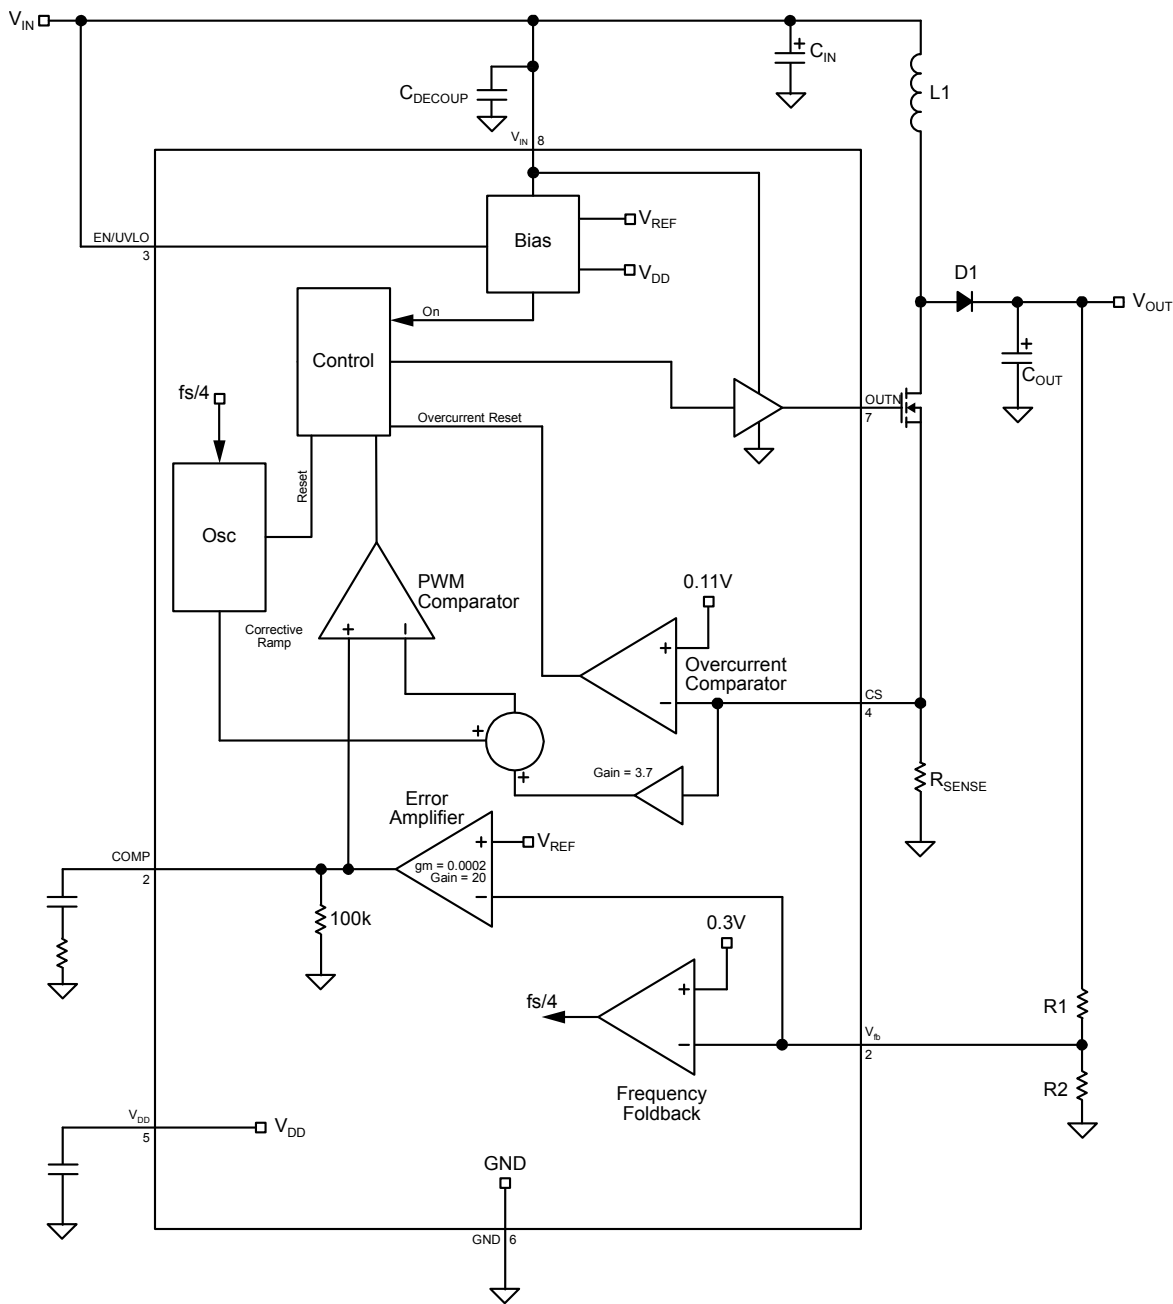 VIN
CIN
L1
CDECOUP
VIN 8
EN/UVLO
3
Bias
VREF
VDD
On
D1
VOUT
COUT
Control
fs/4
Overcurrent Reset
OUTN
7
Reset
Osc
Corrective
Ramp
+
−
PWM
Comparator
0.11V
+
−
Overcurrent
Comparator
CS
4
+
+
Gain = 3.7
RSENSE
Error
Amplifier
+
gm = 0.0002
Gain = 20
−
VREF
COMP
2
100k
0.3V
fs/4
+
−
Frequency
Foldback
Vfb
2
R1
R2
VDD
5
VDD
GND
GND 6